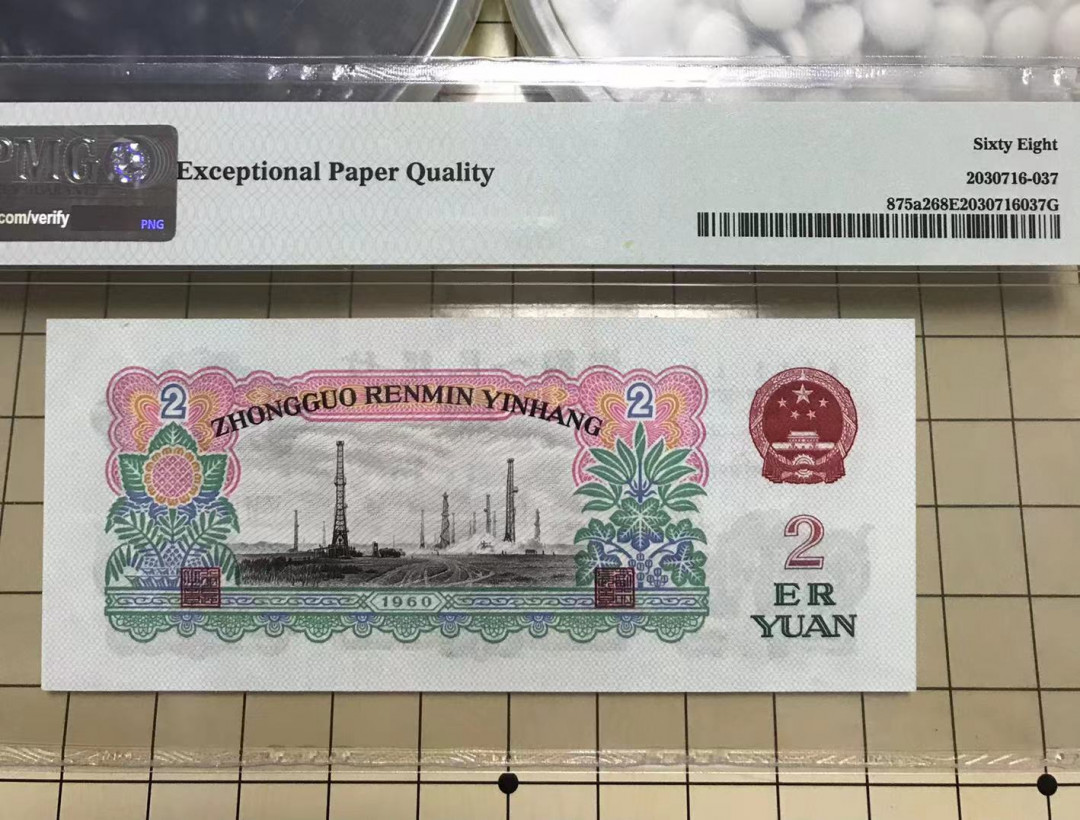 PMG
Exceptional Paper Quality
Sixty Eight
2030716-037
875a268E2030716037G
com/verify
PNG
2
ZHONGGUO RENMIN YINHANG
2
2
ER
YUAN
1960